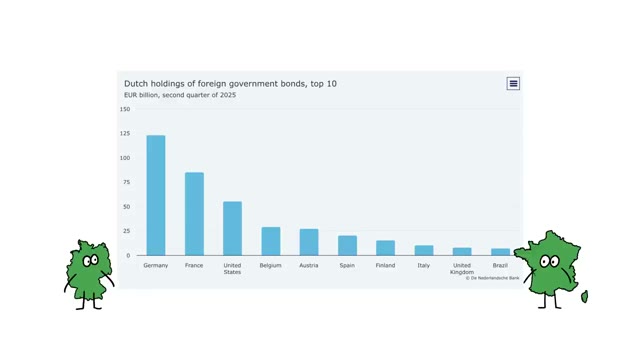 Dutch holdings of foreign government bonds, top 10
EUR billion, second quarter of 2025
150
125
100
75
50
25
0
Germany
France
United
States
Belgium
Austria
Spain
Finland
Italy
United
Kingdom
Brazil
© De Nederlandsche Bank